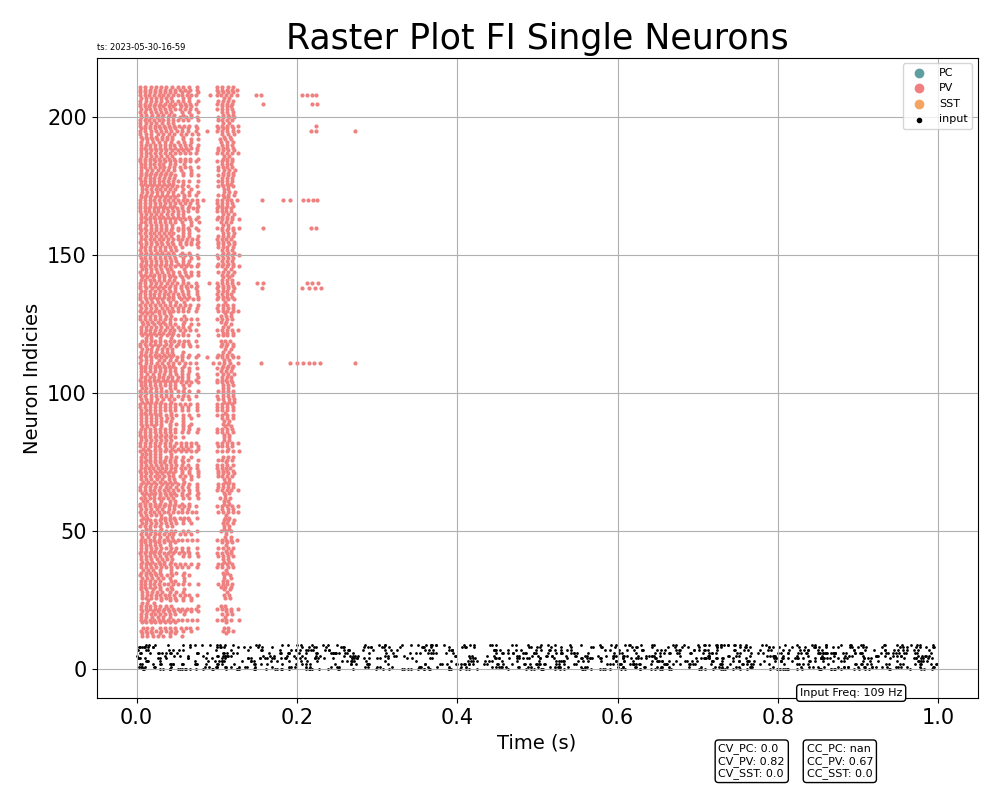 Raster Plot FI Single Neurons
ts: 2023-05-30-16-59
PC
PV
SST
input
200
150
100
50
0
Neuron Indicies
0.0 0.2 0.4 0.6 0.8 1.0
Time (s)
Input Freq: 109 Hz
CV_PC: 0.0
CV_PV: 0.82
CV_SST: 0.0
CC_PC: nan
CC_PV: 0.67
CC_SST: 0.0